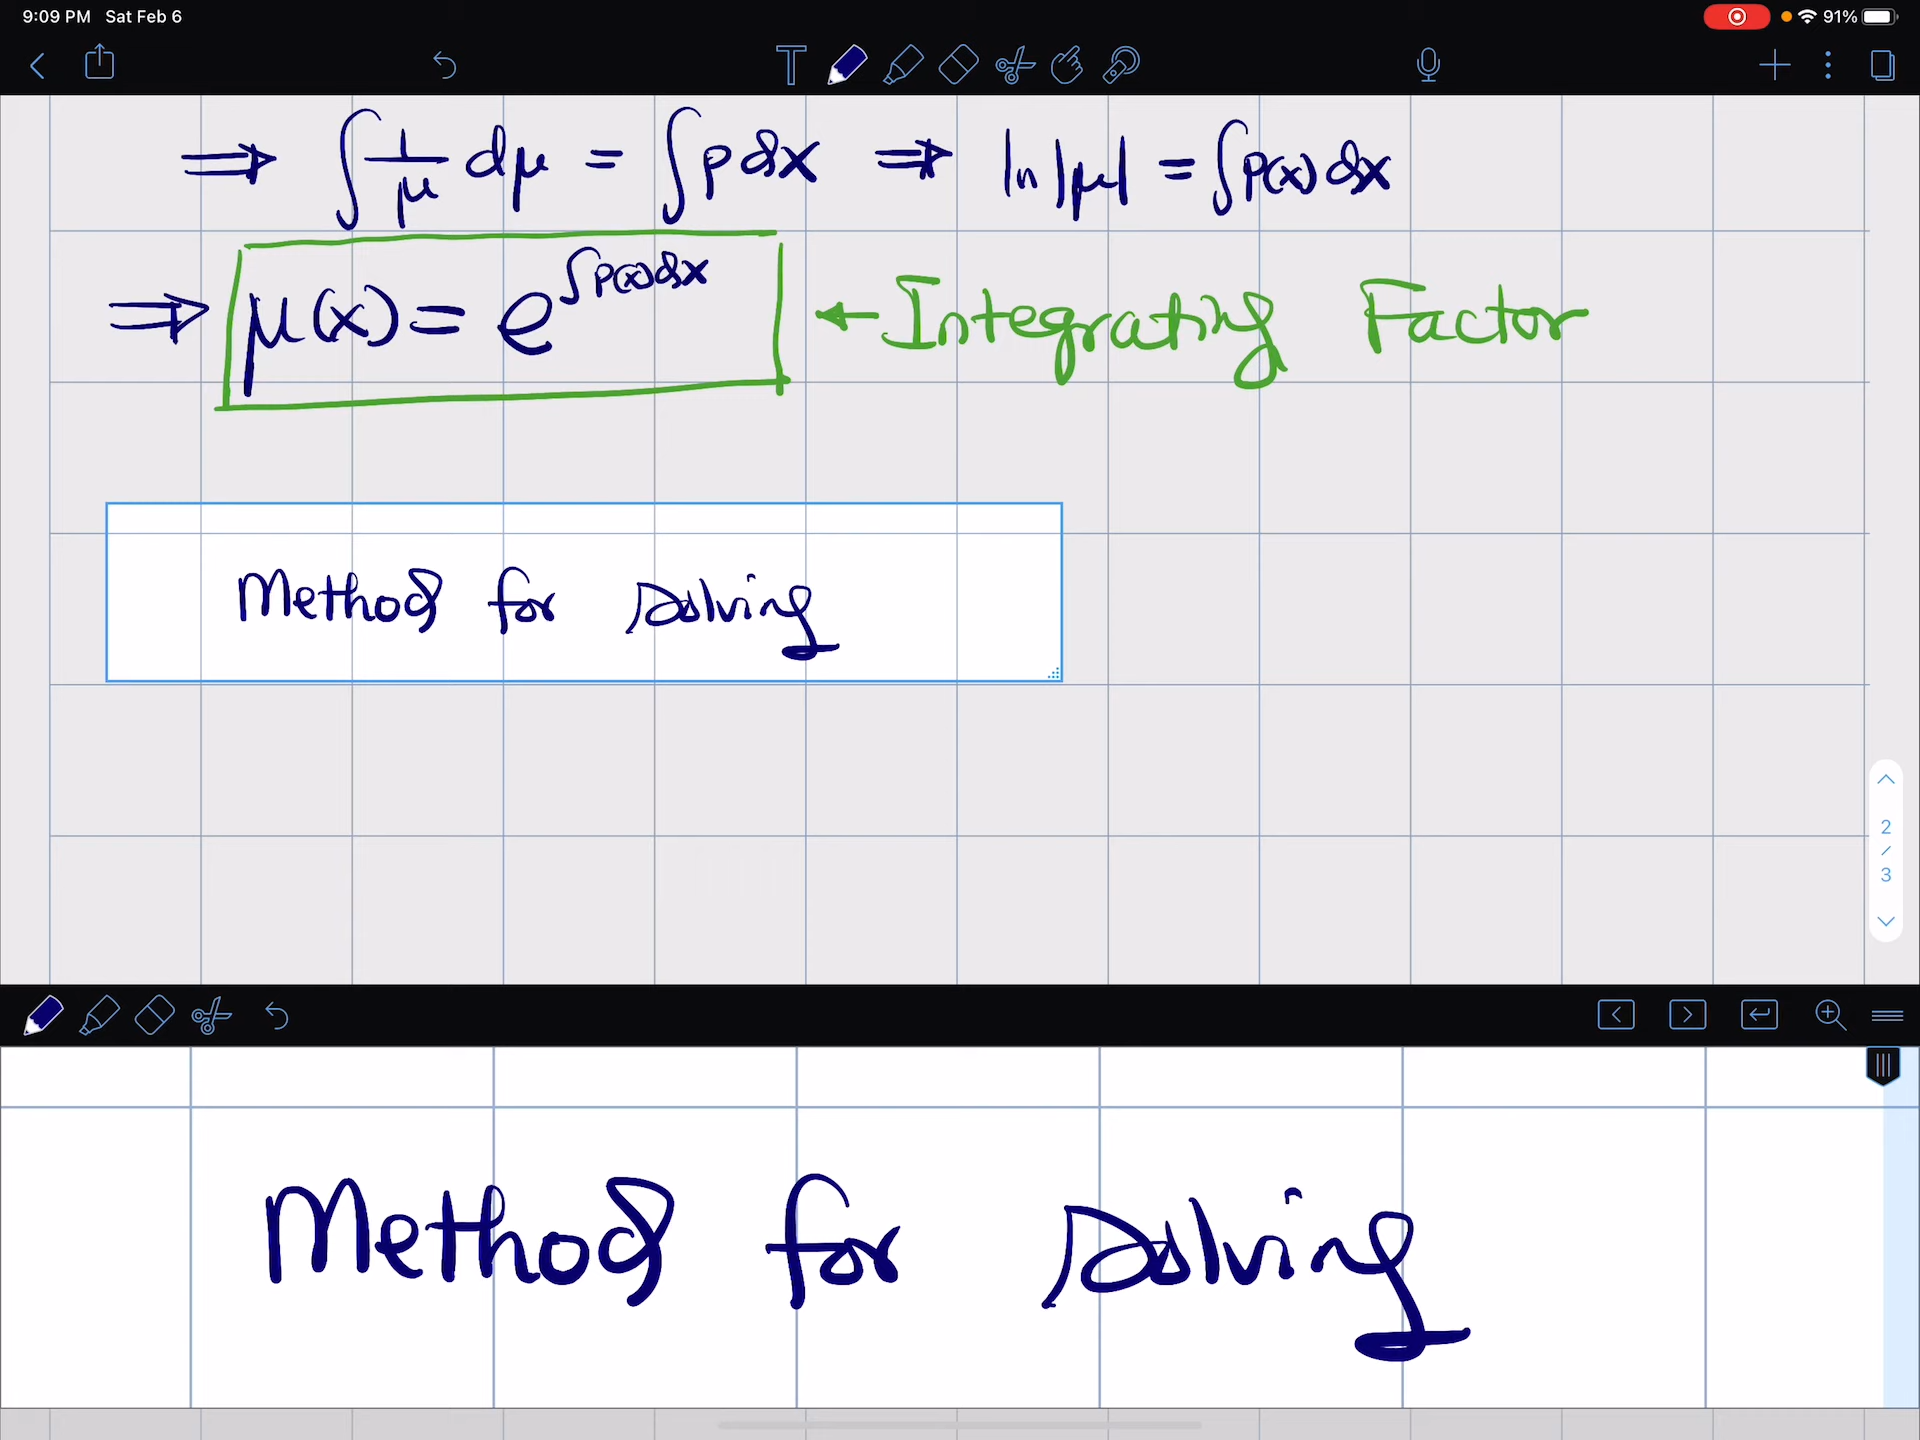 9:09 PM Sat Feb 6 91%
⟹ ∫ 1/μ dμ = ∫ p dx ⟹ ln|μ| = ∫ p(x) dx
⟹ μ(x) = e^∫p(x)dx ← Integrating Factor
Method for solving
2
/
3
Method for solving